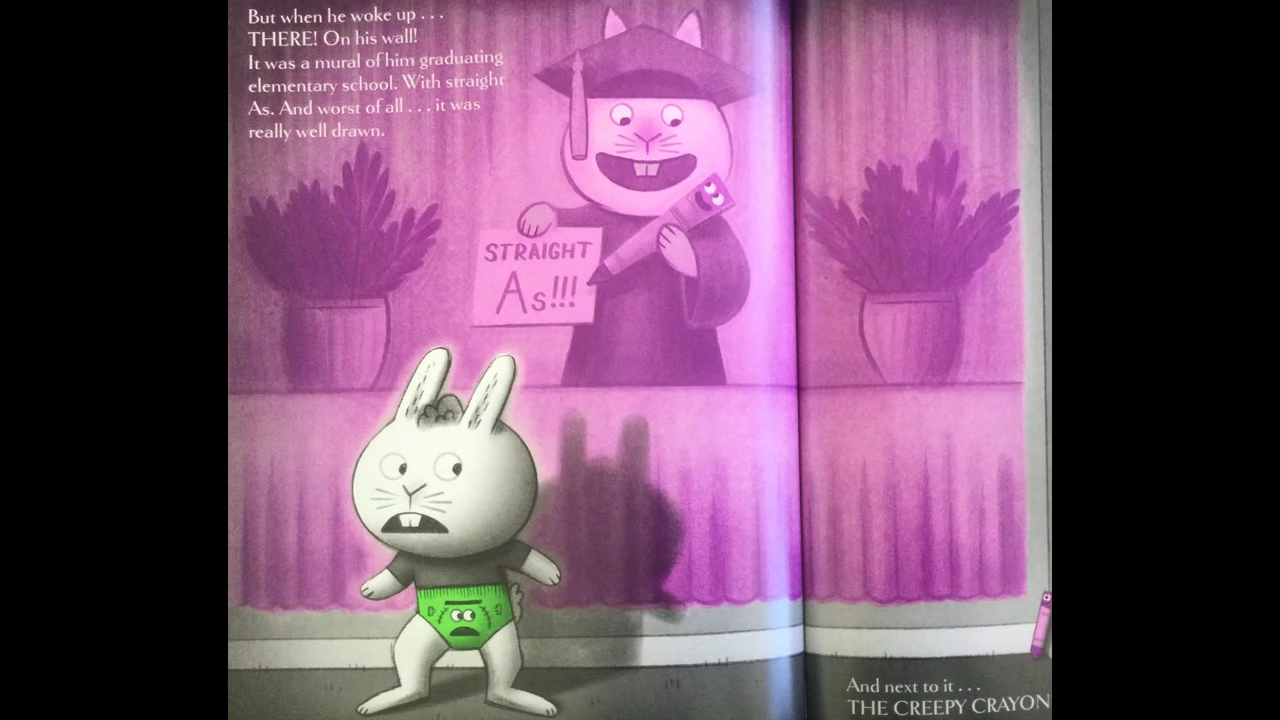 But when he woke up . . .
THERE! On his wall!
It was a mural of him graduating
elementary school. With straight
As. And worst of all . . . it was
really well drawn.
STRAIGHT
As!!!
And next to it . . .
THE CREEPY CRAYON